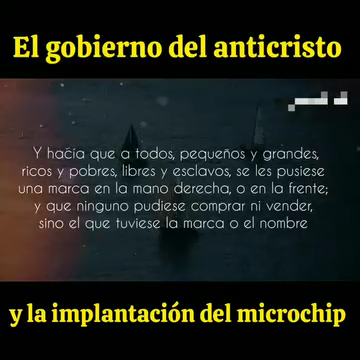 El gobierno del anticristo
Y hacía que a todos, pequeños y grandes,
ricos y pobres, libres y esclavos, se les pusiese
una marca en la mano derecha, o en la frente;
y que ninguno pudiese comprar ni vender,
sino el que tuviese la marca o el nombre
y la implantación del microchip